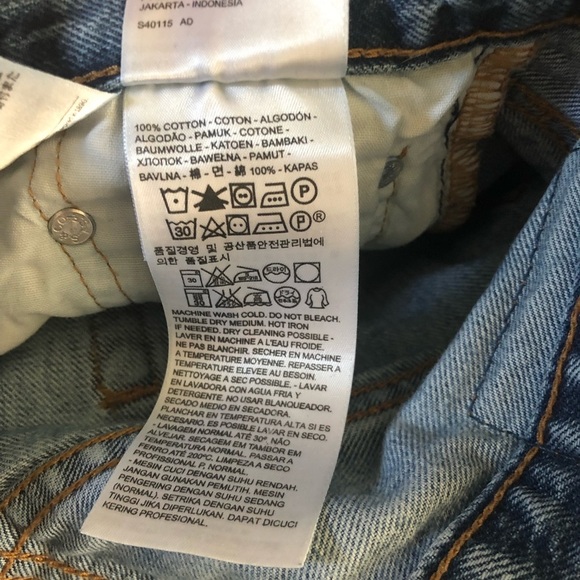 JAKARTA - INDONESIA
S40115 AD
100% COTTON - COTON - ALGODÓN -
ALGODÃO - PAMUK - COTONE -
BAUMWOLLE - KATOEN - BAMBAKI -
ХЛОПОК - BAWEŁNA - PAMUT -
BAVLNA - 棉 - 면 - 綿 100% - KAPAS
P
30 P®
품질경영 및 공산품안전관리법에
의한 품질표시
MACHINE WASH COLD. DO NOT BLEACH.
TUMBLE DRY MEDIUM. HOT IRON
IF NEEDED. DRY CLEANING POSSIBLE -
LAVER EN MACHINE A L'EAU FROIDE.
NE PAS BLANCHIR. SECHER EN MACHINE
A TEMPERATURE MOYENNE. REPASSER A
TEMPERATURE ELEVEE AU BESOIN.
NETTOYAGE A SEC POSSIBLE. - LAVAR
EN LAVADORA CON AGUA FRIA Y
DETERGENTE. NO USAR BLANQUEADOR.
SECADO MEDIO EN SECADORA.
PLANCHAR EN TEMPERATURA ALTA SI ES
NECESARIO. ES POSIBLE LAVAR EN SECO.
- LAVAGEM NORMAL ATÉ 30°. NÃO
ALVEJAR. SECAGEM EM TAMBOR EM
TEMPERATURA NORMAL. PASSAR A
FERRO ATÉ 200ºC. LIMPEZA A SECO
PROFISSIONAL P, NORMAL.
MESIN CUCI DENGAN SUHU RENDAH.
JANGAN GUNAKAN PEMUTIH. MESIN
PENGERING DENGAN SUHU SEDANG
(NORMAL). SETRIKA DENGAN SUHU
TINGGI JIKA DIPERLUKAN. DAPAT DICUCI
KERING PROFESIONAL.